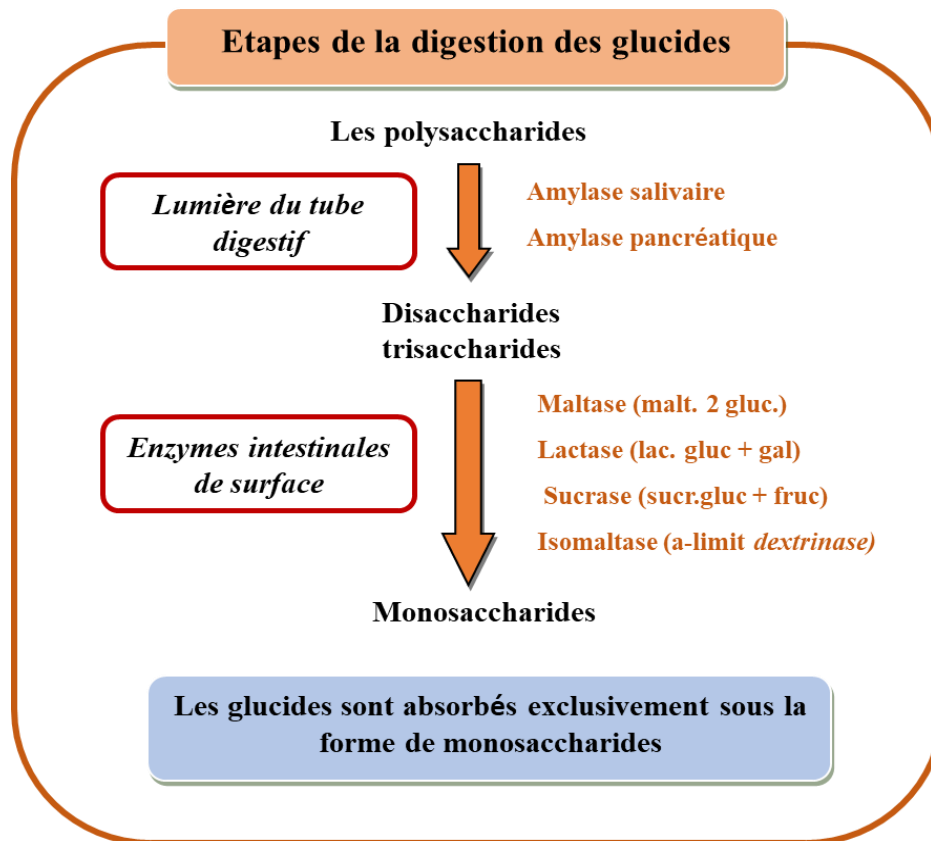 Etapes de la digestion des glucides
Les polysaccharides
Lumière du tube
digestif
Amylase salivaire
Amylase pancréatique
Disaccharides
trisaccharides
Enzymes intestinales
de surface
Maltase (malt. 2 gluc.)
Lactase (lac. gluc + gal)
Sucrase (sucr.gluc + fruc)
Isomaltase (a-limit dextrinase)
Monosaccharides
Les glucides sont absorbés exclusivement sous la
forme de monosaccharides